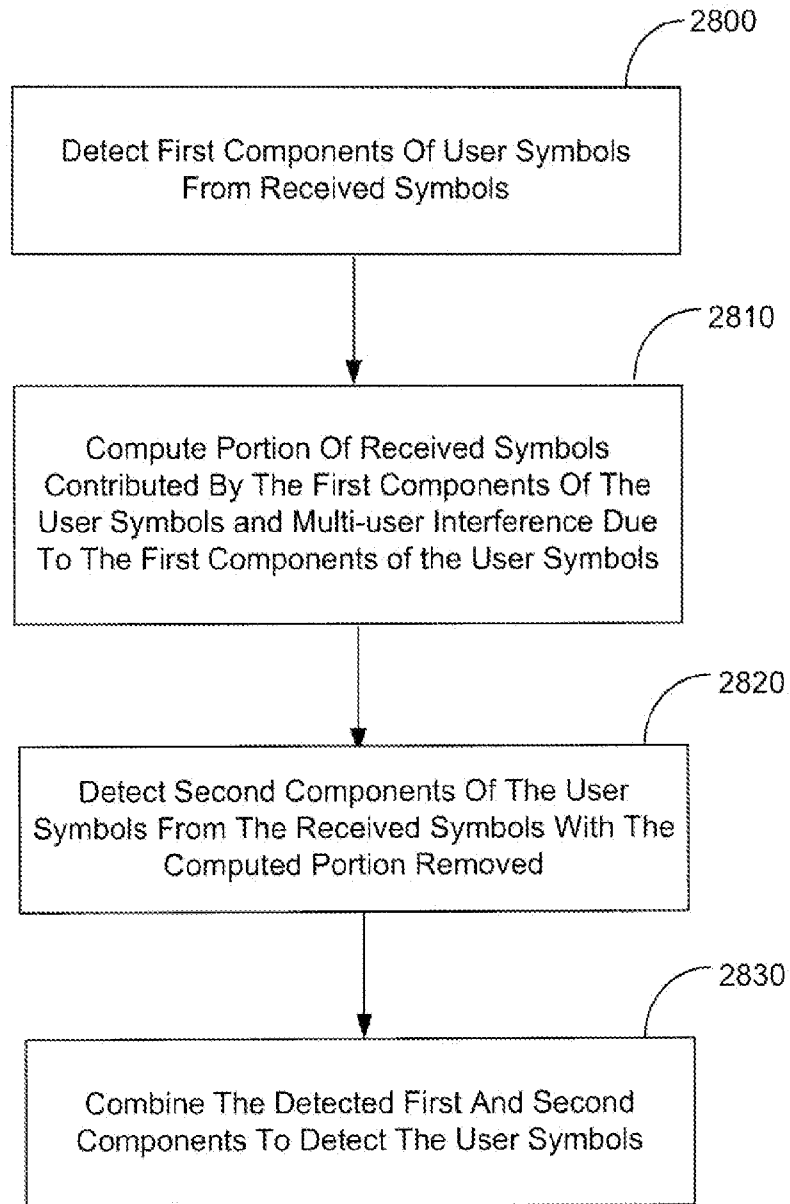 2800
Detect First Components Of User Symbols
From Received Symbols
2810
Compute Portion Of Received Symbols
Contributed By The First Components Of The
User Symbols and Multi-user Interference Due
To The First Components of the User Symbols
2820
Detect Second Components Of The User
Symbols From The Received Symbols With The
Computed Portion Removed
2830
Combine The Detected First And Second
Components To Detect The User Symbols